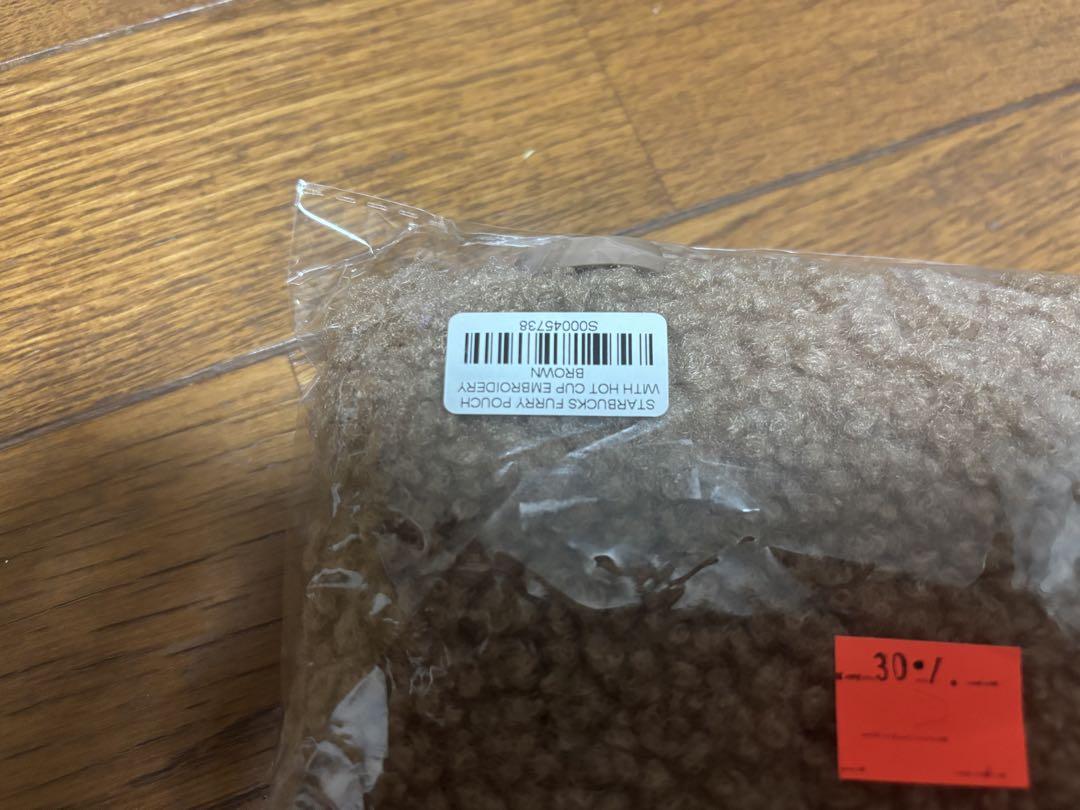 STARBUCKS FURRY POUCH
WITH HOT CUP EMBROIDERY
BROWN
S00045738
30%